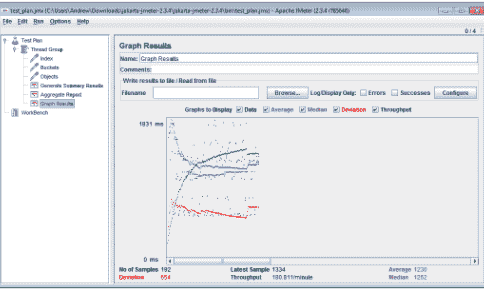 test_plan.jmx (C:\Users\Andrew\Downloads\jakarta-jmeter-2.3.4\jakarta-jmeter-2.3.4\bin\test_plan.jmx) - Apache JMeter (2.3.4 r785646)
File Edit Run Options Help
0 / 4
Test Plan
Thread Group
Index
Buckets
Objects
Generate Summary Results
Aggregate Report
Graph Results
WorkBench
Graph Results
Name: Graph Results
Comments:
Write results to file / Read from file
Filename Browse... Log/Display Only: Errors Successes Configure
Graphs to Display Data Average Median Deviation Throughput
1831 ms
0 ms
No of Samples 192 Latest Sample 1334 Average 1230
Deviation 654 Throughput 180.811/minute Median 1252